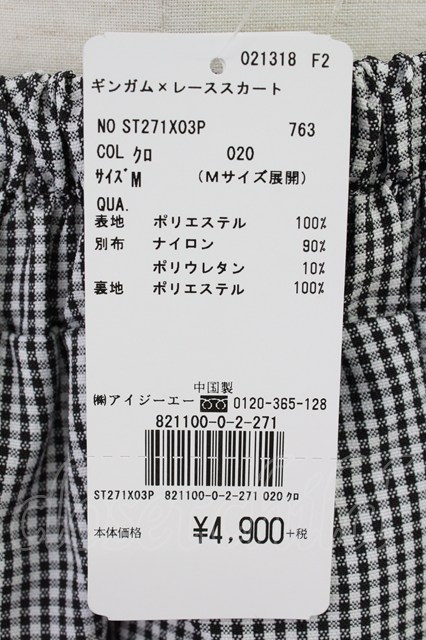 021318 F2
ギンガム×レーススカート
NO ST271X03P 763
COL クロ 020
サイズ M (Mサイズ展開)
QUA.
表地 ポリエステル 100%
別布 ナイロン 90%
ポリウレタン 10%
裏地 ポリエステル 100%
中国製
㈱アイジーエー 0120-365-128
821100-0-2-271
ST271X03P 821100-0-2-271 020 クロ
本体価格 ¥4,900+税